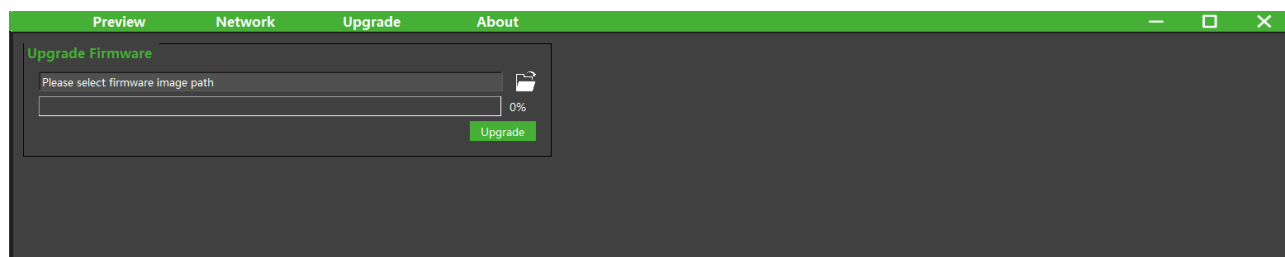 Preview Network Upgrade About
Upgrade Firmware
Please select firmware image path
0%
Upgrade